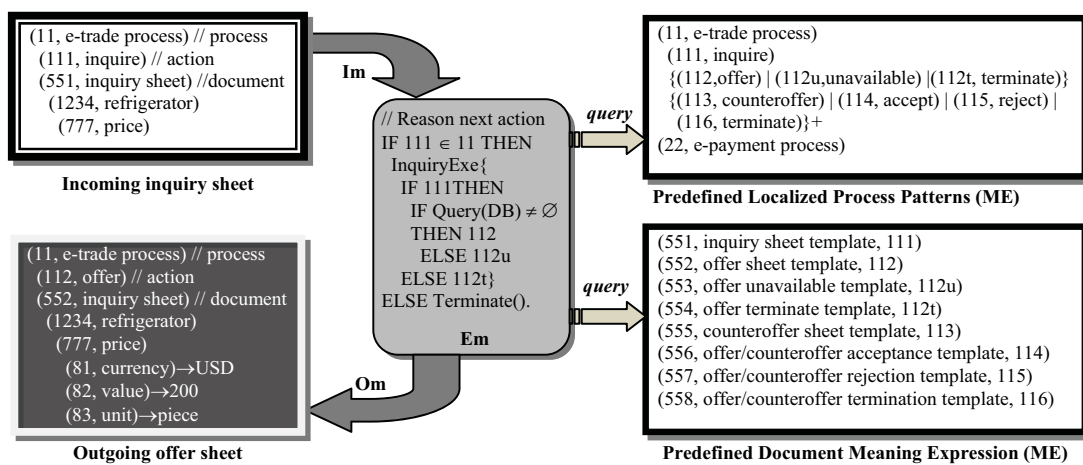 (11, e-trade process) // process
(111, inquire) // action
(551, inquiry sheet) //document
(1234, refrigerator)
(777, price)
Incoming inquiry sheet
Im
// Reason next action
IF 111 ∈ 11 THEN
InquiryExe{
IF 111THEN
IF Query(DB) ≠ ∅
THEN 112
ELSE 112u
ELSE 112t}
ELSE Terminate().
Em
query
(11, e-trade process)
(111, inquire)
{(112,offer) | (112u,unavailable) |(112t, terminate)}
{(113, counteroffer) | (114, accept) | (115, reject) |
(116, terminate)}+
(22, e-payment process)
Predefined Localized Process Patterns (ME)
(11, e-trade process) // process
(112, offer) // action
(552, inquiry sheet) // document
(1234, refrigerator)
(777, price)
(81, currency)→USD
(82, value)→200
(83, unit)→piece
Outgoing offer sheet
Om
query
(551, inquiry sheet template, 111)
(552, offer sheet template, 112)
(553, offer unavailable template, 112u)
(554, offer terminate template, 112t)
(555, counteroffer sheet template, 113)
(556, offer/counteroffer acceptance template, 114)
(557, offer/counteroffer rejection template, 115)
(558, offer/counteroffer termination template, 116)
Predefined Document Meaning Expression (ME)